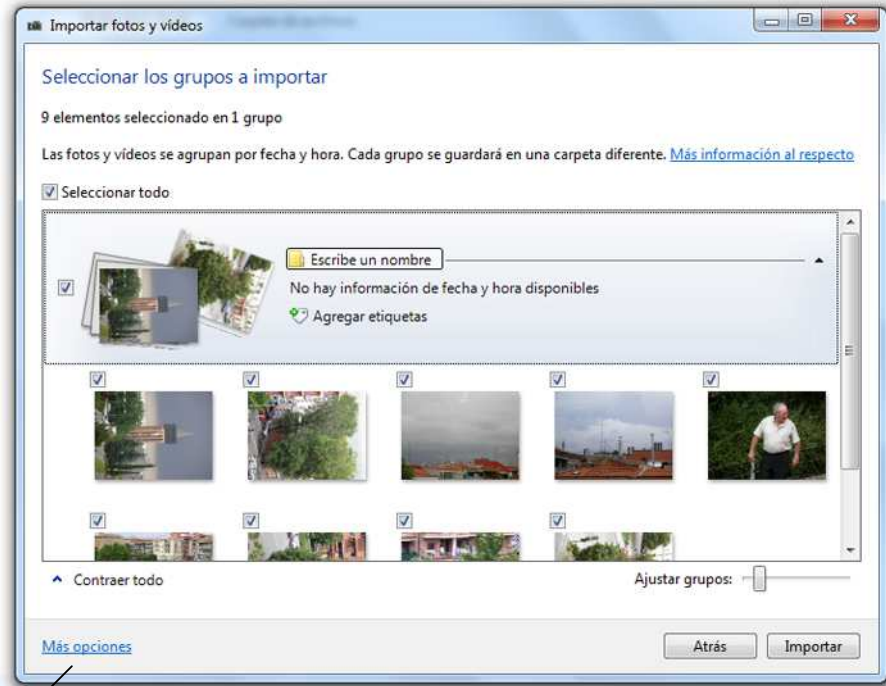 Importar fotos y vídeos
Seleccionar los grupos a importar
9 elementos seleccionado en 1 grupo
Las fotos y vídeos se agrupan por fecha y hora. Cada grupo se guardará en una carpeta diferente. Más información al respecto
Seleccionar todo
Escribe un nombre
No hay información de fecha y hora disponibles
Agregar etiquetas
Contraer todo
Ajustar grupos:
Más opciones
Atrás
Importar